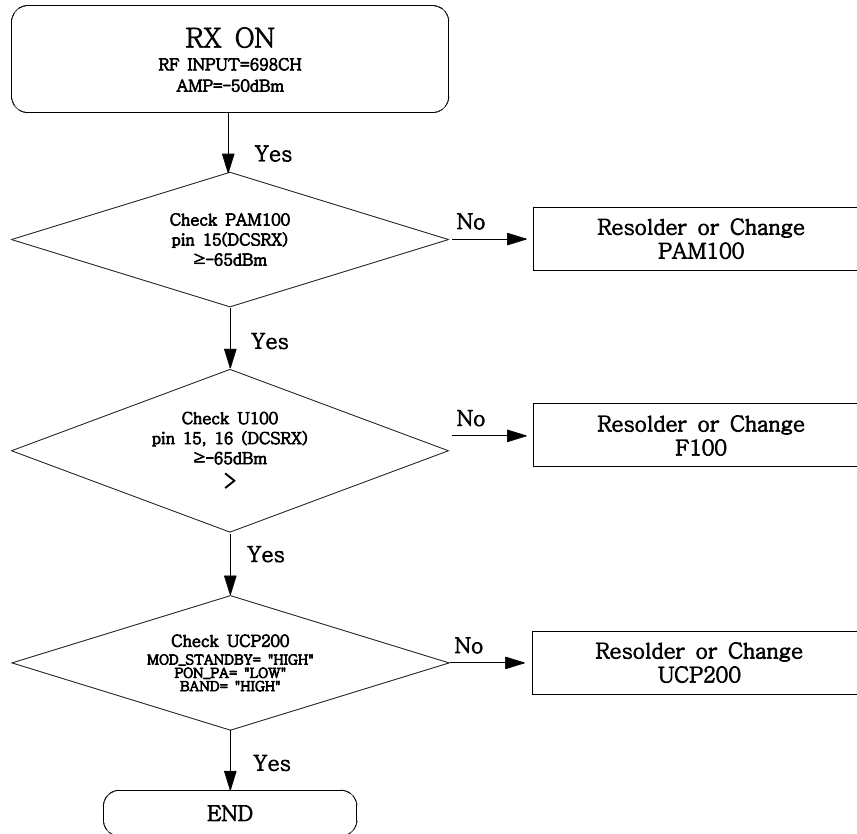 RX ON
RF INPUT=698CH
AMP=-50dBm
Yes
Check PAM100
pin 15(DCSRX)
≥-65dBm
No
Resolder or Change
PAM100
Yes
Check U100
pin 15, 16 (DCSRX)
≥-65dBm
>
No
Resolder or Change
F100
Yes
Check UCP200
MOD_STANDBY= "HIGH"
PON_PA= "LOW"
BAND= "HIGH"
No
Resolder or Change
UCP200
Yes
END